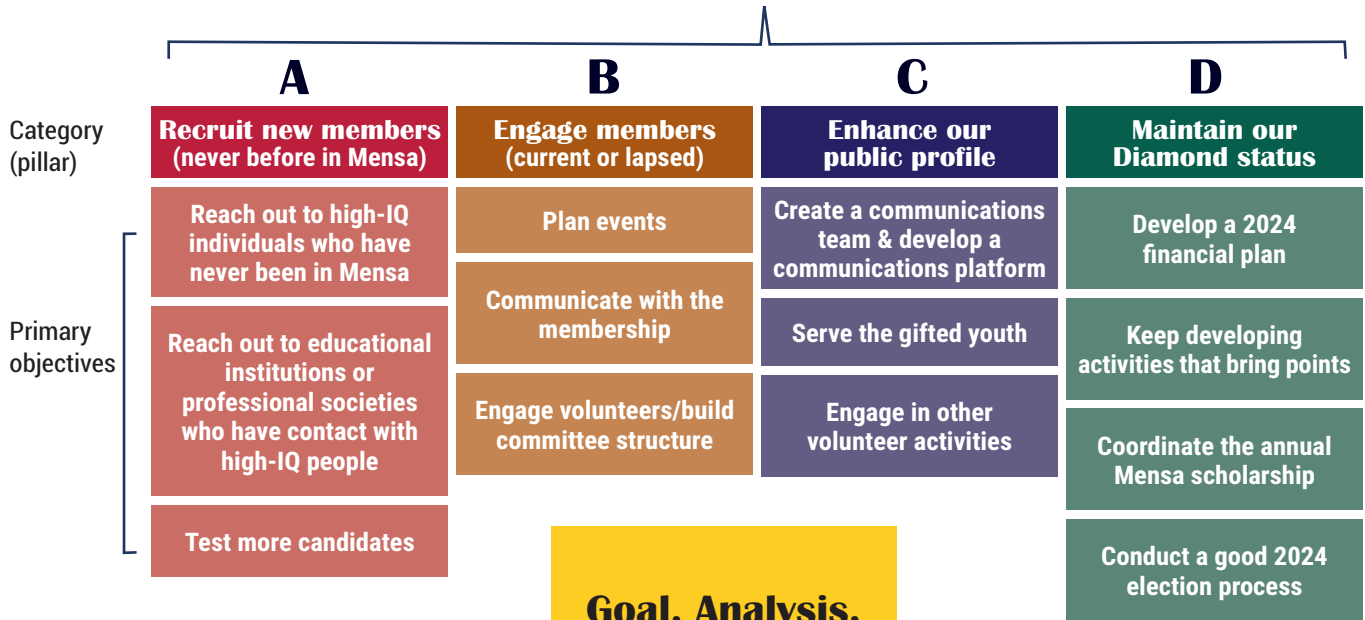 A
B
C
D
Category
(pillar)
Recruit new members
(never before in Mensa)
Engage members
(current or lapsed)
Enhance our
public profile
Maintain our
Diamond status
Primary
objectives
Reach out to high-IQ
individuals who have
never been in Mensa
Reach out to educational
institutions or
professional societies
who have contact with
high-IQ people
Test more candidates
Plan events
Communicate with the
membership
Engage volunteers/build
committee structure
Create a communications
team & develop a
communications platform
Serve the gifted youth
Engage in other
volunteer activities
Develop a 2024
financial plan
Keep developing
activities that bring points
Coordinate the annual
Mensa scholarship
Conduct a good 2024
election process
Goal. Analysis.